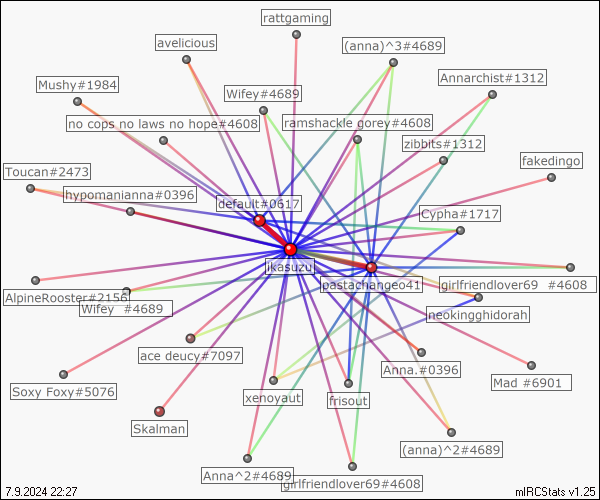 rattgaming
avelicious
(anna)^3#4689
Annarchist#1312
Mushy#1984
Wifey#4689
no cops no laws no hope#4608
ramshackle gorey#4608
zibbits#1312
fakedingo
Toucan#2473
hypomanianna#0396
default#0617
Cypha#1717
ikasuzu
pastachangeo41
girlfriendlover69 #4608
AlpineRooster#2156
Wifey #4689
neokingghidorah
ace deucy#7097
Anna.#0396
Mad #6901
Soxy Foxy#5076
xenoyaut
frisout
Skalman
(anna)^2#4689
Anna^2#4689
girlfriendlover69#4608
7.9.2024 22:27
mIRCStats v1.25